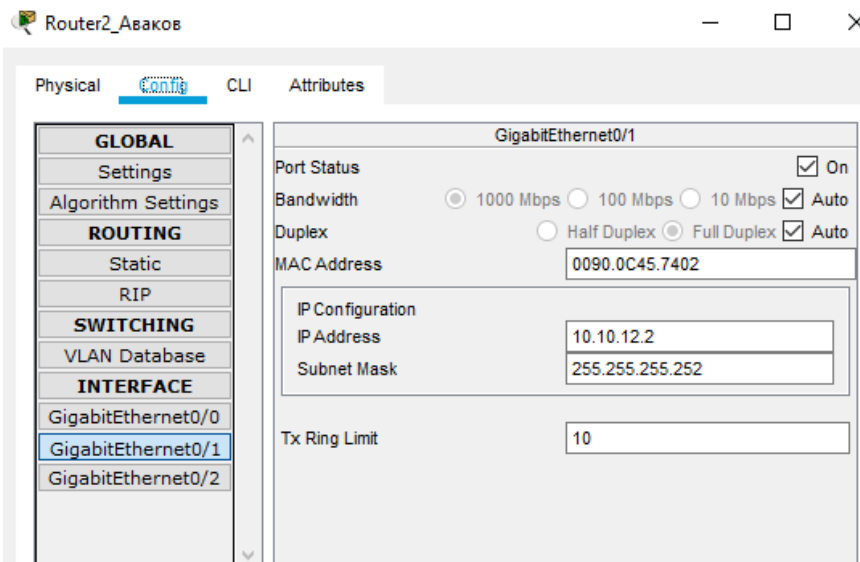 Router2_Аваков
Physical Config CLI Attributes
GLOBAL
Settings
Algorithm Settings
ROUTING
Static
RIP
SWITCHING
VLAN Database
INTERFACE
GigabitEthernet0/0
GigabitEthernet0/1
GigabitEthernet0/2
GigabitEthernet0/1
Port Status On
Bandwidth 1000 Mbps 100 Mbps 10 Mbps Auto
Duplex Half Duplex Full Duplex Auto
MAC Address 0090.0C45.7402
IP Configuration
IP Address 10.10.12.2
Subnet Mask 255.255.255.252
Tx Ring Limit 10